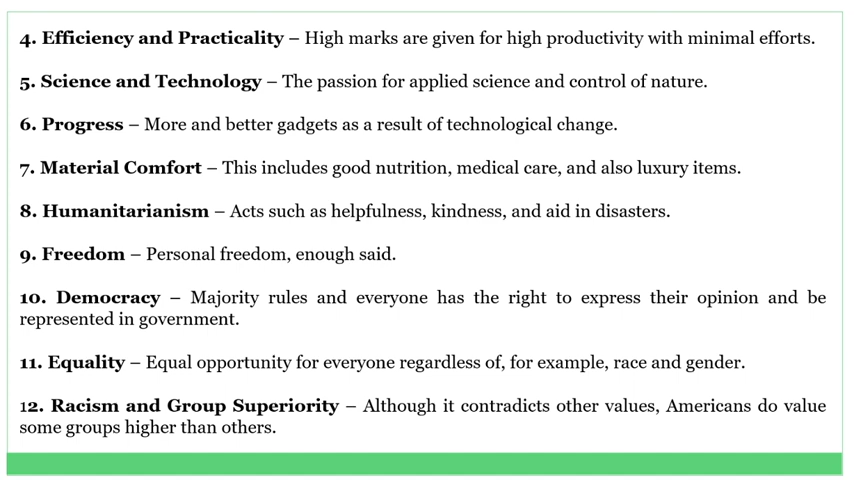 4. Efficiency and Practicality – High marks are given for high productivity with minimal efforts.
5. Science and Technology – The passion for applied science and control of nature.
6. Progress – More and better gadgets as a result of technological change.
7. Material Comfort – This includes good nutrition, medical care, and also luxury items.
8. Humanitarianism – Acts such as helpfulness, kindness, and aid in disasters.
9. Freedom – Personal freedom, enough said.
10. Democracy – Majority rules and everyone has the right to express their opinion and be
represented in government.
11. Equality – Equal opportunity for everyone regardless of, for example, race and gender.
12. Racism and Group Superiority – Although it contradicts other values, Americans do value
some groups higher than others.